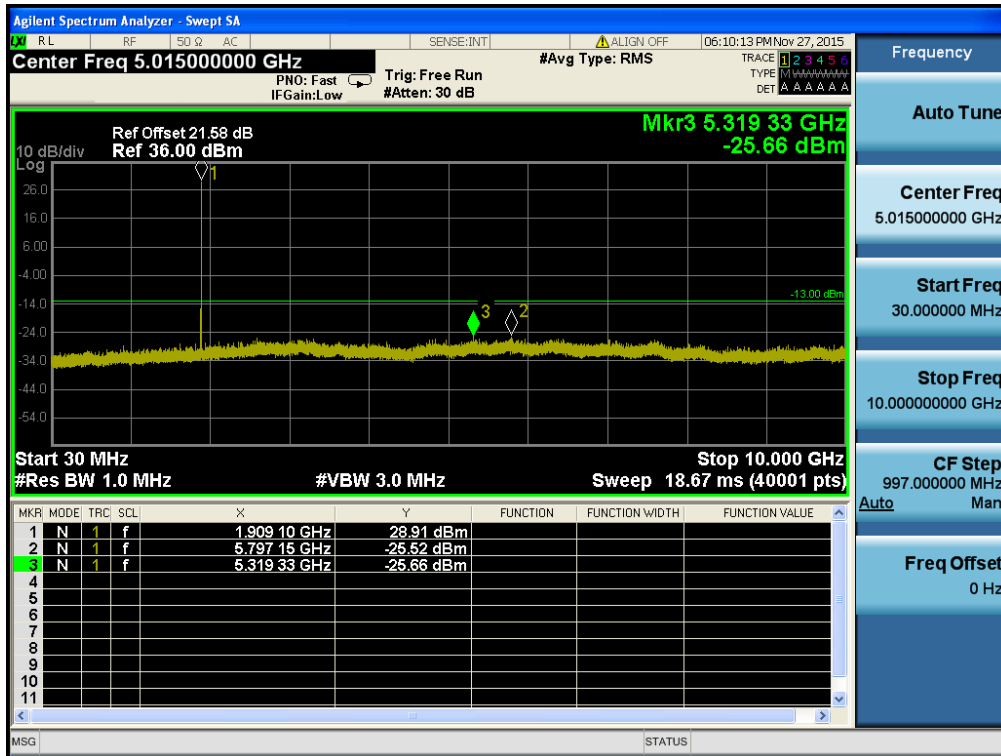 Agilent Spectrum Analyzer - Swept SA
LXI RL RF 50 Ω AC SENSE:INT ALIGN OFF 06:10:13 PM Nov 27, 2015
Center Freq 5.015000000 GHz #Avg Type: RMS TRACE 1 2 3 4 5 6
PNO: Fast Trig: Free Run TYPE M WWWWW
IFGain:Low #Atten: 30 dB DET A A A A A A
Ref Offset 21.58 dB Mkr3 5.319 33 GHz
10 dB/div Ref 36.00 dBm -25.66 dBm
Log
1
26.0
16.0
6.00
-4.00
-13.00 dBm
-14.0
3 2
-24.0
-34.0
-44.0
-54.0
Start 30 MHz Stop 10.000 GHz
#Res BW 1.0 MHz #VBW 3.0 MHz Sweep 18.67 ms (40001 pts)
MKR MODE TRC SCL X Y FUNCTION FUNCTION WIDTH FUNCTION VALUE
1 N 1 f 1.909 10 GHz 28.91 dBm
2 N 1 f 5.797 15 GHz -25.52 dBm
3 N 1 f 5.319 33 GHz -25.66 dBm
4
5
6
7
8
9
10
11
MSG STATUS
Frequency
Auto Tune
Center Freq
5.015000000 GHz
Start Freq
30.000000 MHz
Stop Freq
10.000000000 GHz
CF Step
997.000000 MHz
Auto Man
Freq Offset
0 Hz